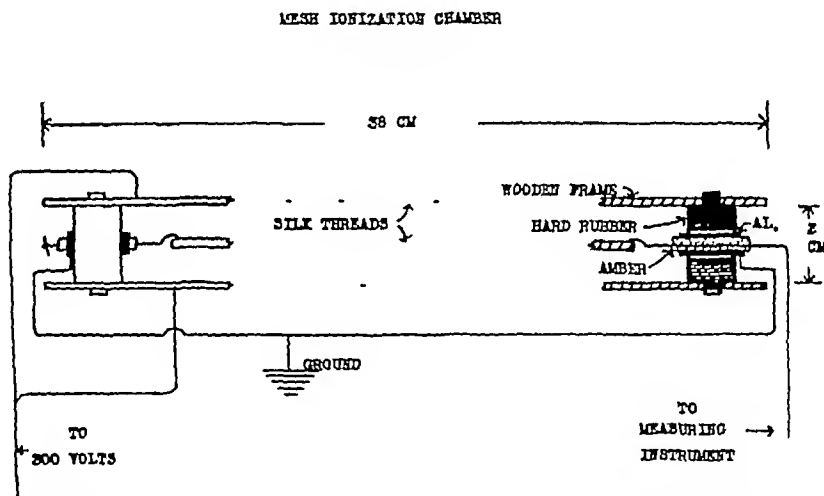 MESH IONIZATION CHAMBER
38 CM
WOODEN FRAME
SILK THREADS
HARD RUBBER
AL.
2
CM
AMBER
GROUND
TO
300 VOLTS
TO
MEASURING
INSTRUMENT